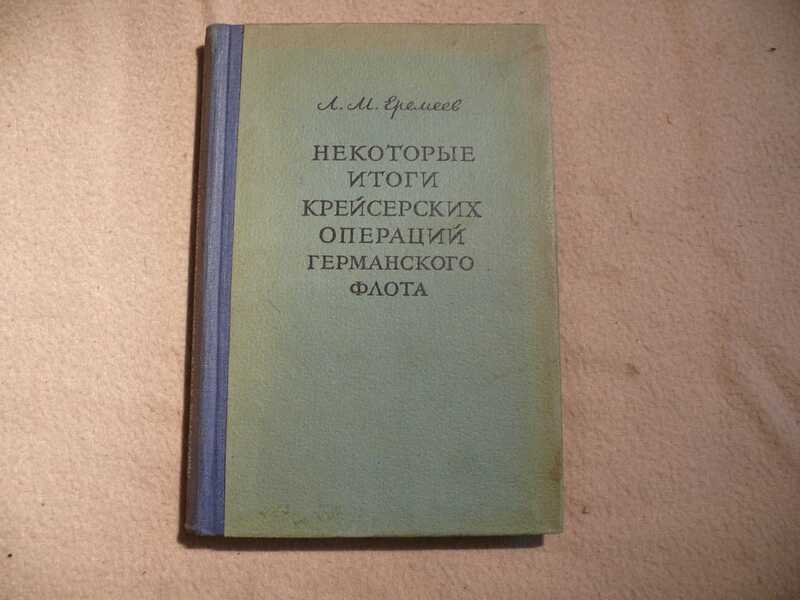 Л. М. Еремеев
НЕКОТОРЫЕ
ИТОГИ
КРЕЙСЕРСКИХ
ОПЕРАЦИЙ
ГЕРМАНСКОГО
ФЛОТА